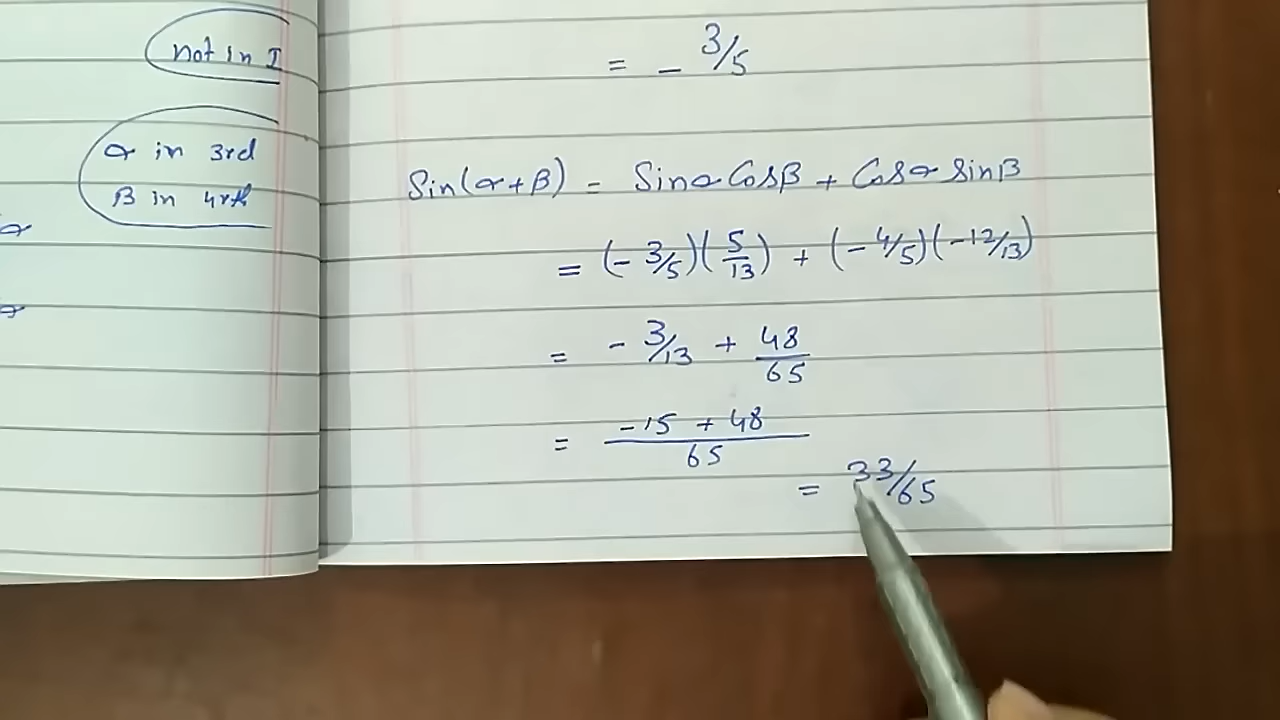 not in I
α in 3rd
β in 4rth
α
α
= - 3/5
Sin(α+β) = Sinα Cosβ + Cosα Sinβ
= (-3/5)(5/13) + (-4/5)(-12/13)
= -3/13 + 48/65
= -15 + 48/65
= 33/65